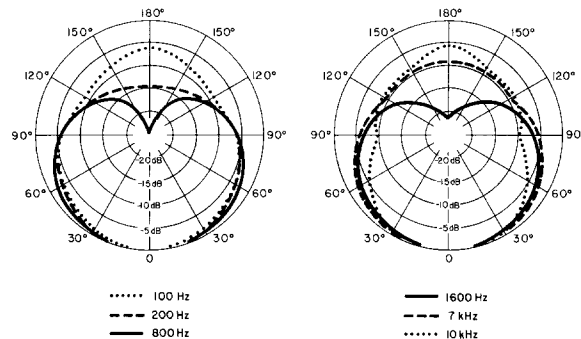 180°
150° 150°
120° 120°
90° 90°
60° 60°
30° 30°
0
-20dB
-15dB
-10dB
-5dB
100 Hz
200 Hz
800 Hz
180°
150° 150°
120° 120°
90° 90°
60° 60°
30° 30°
0
-20dB
-15dB
-10dB
-5dB
1600 Hz
7 kHz
10 kHz